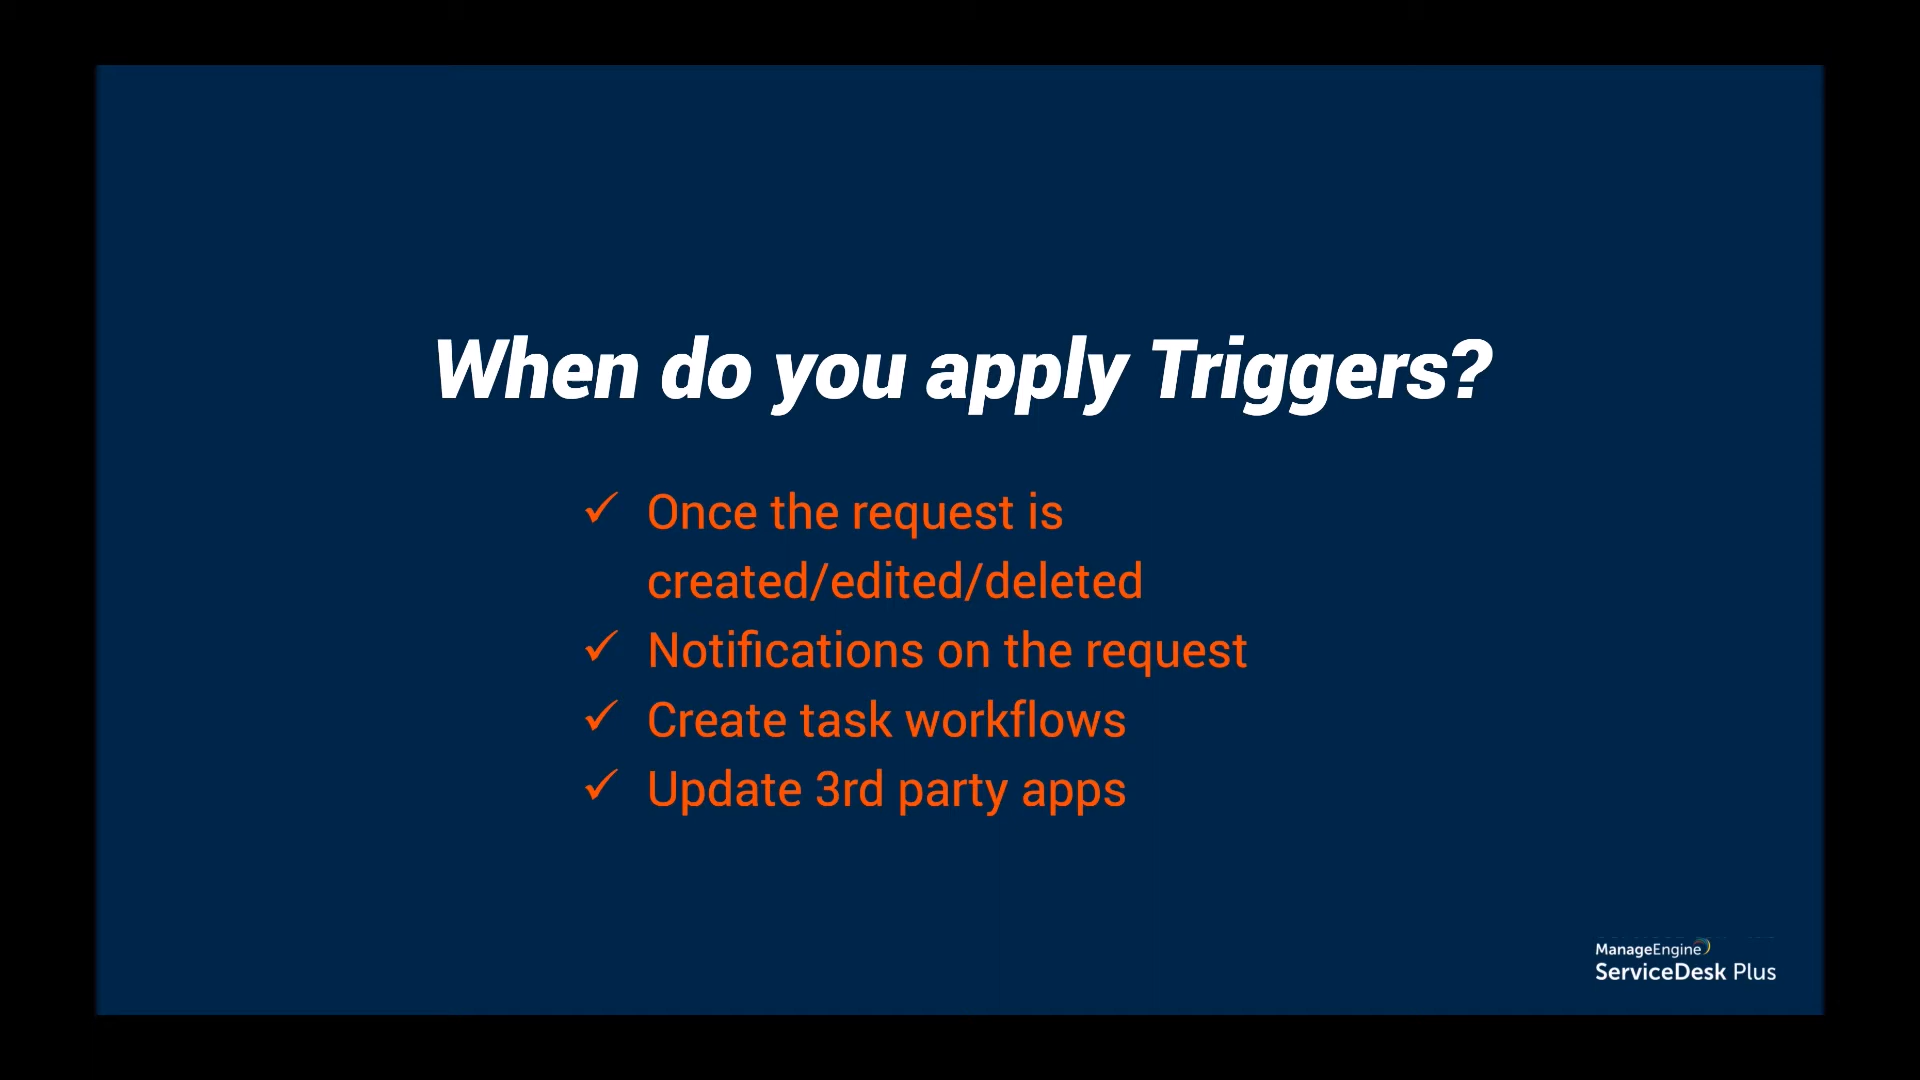 When do you apply Triggers?
✓ Once the request is
created/edited/deleted
✓ Notifications on the request
✓ Create task workflows
✓ Update 3rd party apps
ManageEngine
ServiceDesk Plus